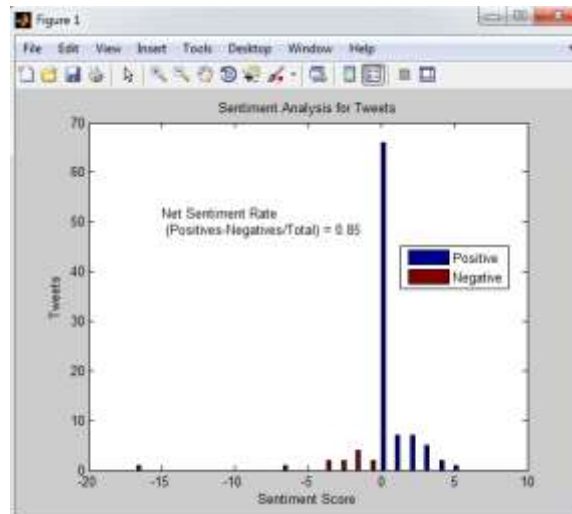 Figure 1
File Edit View Insert Tools Desktop Window Help
Sentiment Analysis for Tweets
70
60
50
40
30
20
10
0
Tweets
Net Sentiment Rate
(Positives-Negatives/Total) = 0.85
Positive
Negative
-20 -15 -10 -5 0 5 10
Sentiment Score